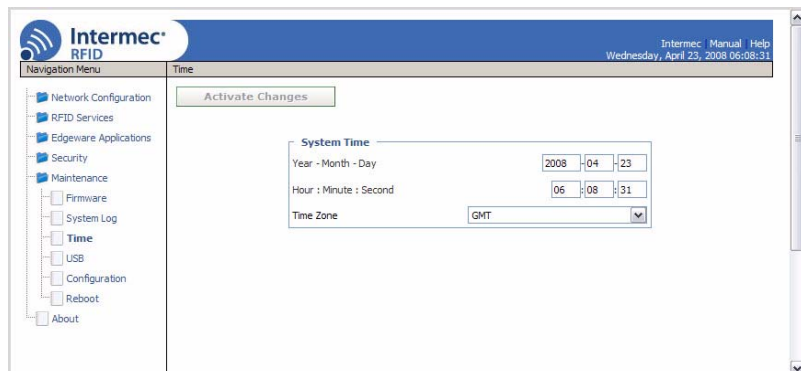 Intermec
RFID
Intermec | Manual | Help
Wednesday, April 23, 2008 06:08:31
Navigation Menu
Time
Network Configuration
RFID Services
Edgeware Applications
Security
Maintenance
Firmware
System Log
Time
USB
Configuration
Reboot
About
Activate Changes
System Time
Year - Month - Day 2008 - 04 - 23
Hour : Minute : Second 06 : 08 : 31
Time Zone GMT